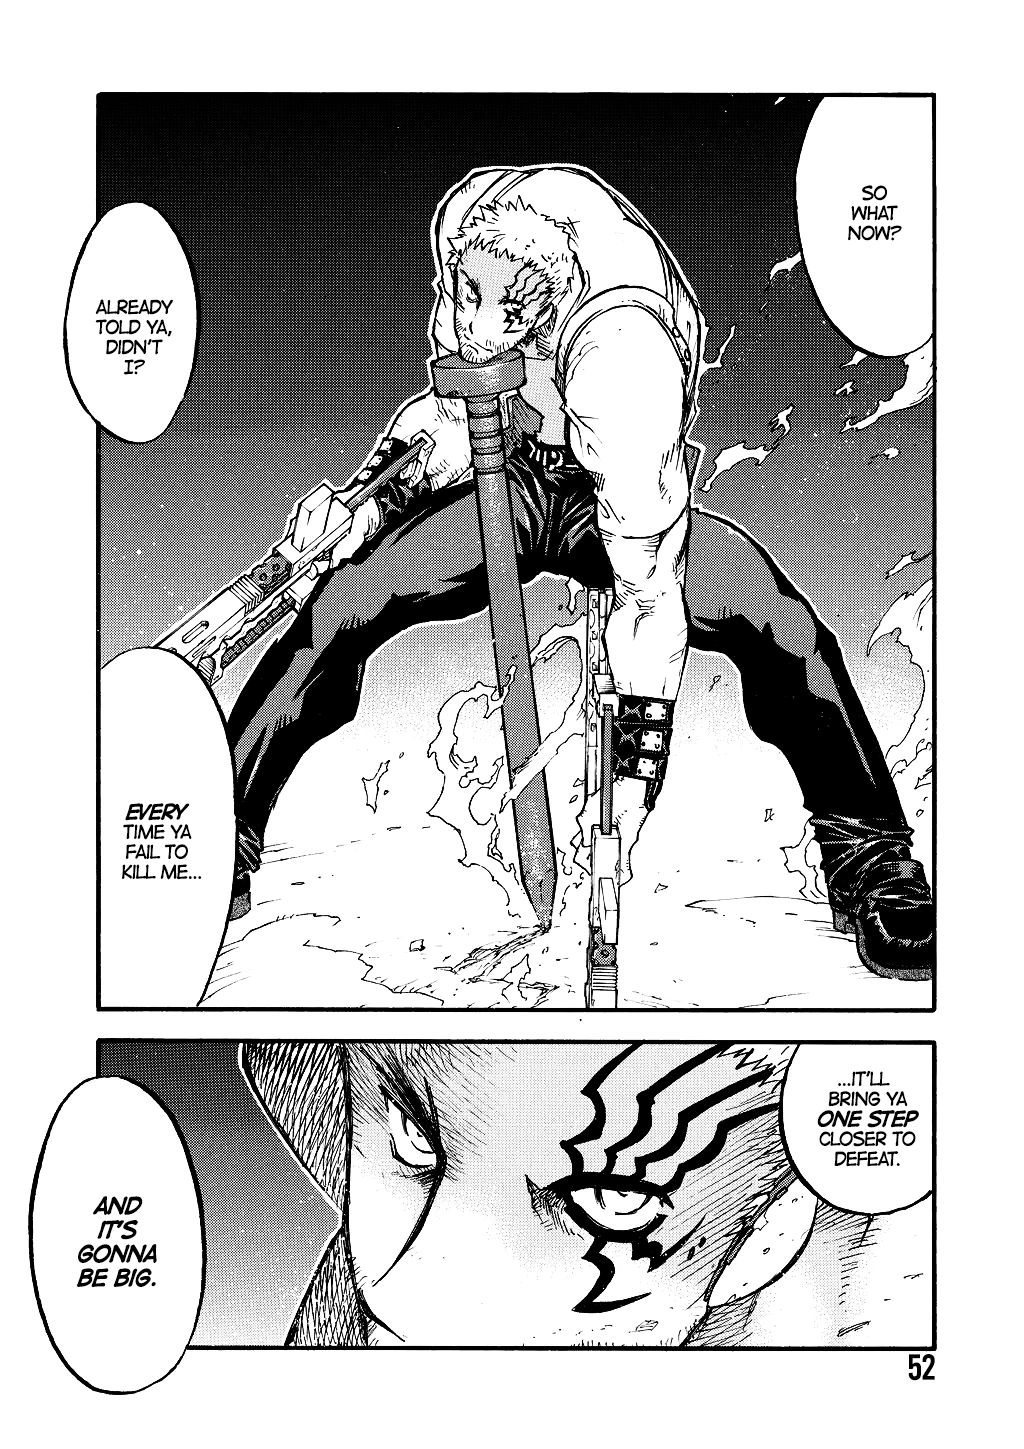 SO
WHAT
NOW?
ALREADY
TOLD YA,
DIDN'T
I?
EVERY
TIME YA
FAIL TO
KILL ME...
...IT'LL
BRING YA
ONE STEP
CLOSER TO
DEFEAT.
AND
IT'S
GONNA
BE BIG.
52